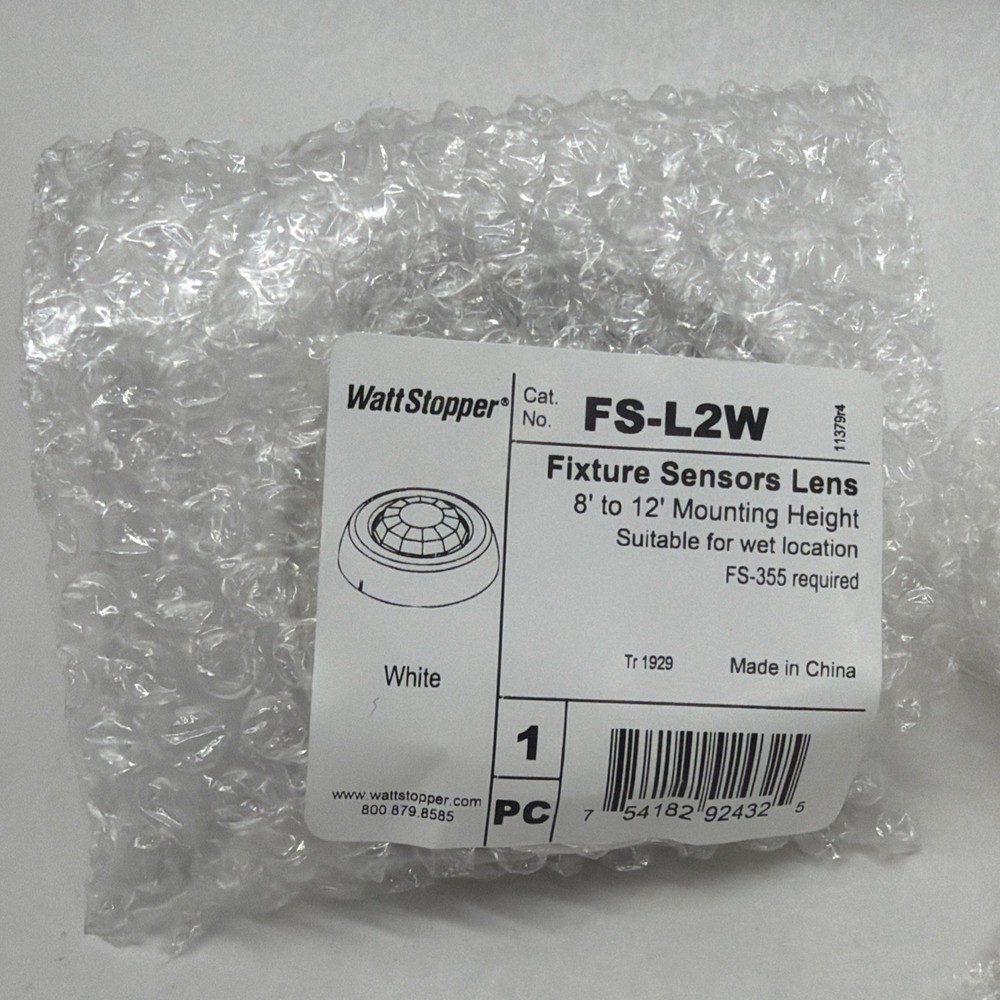 WattStopper®
Cat. No. FS-L2W
11379r4
Fixture Sensors Lens
8' to 12' Mounting Height
Suitable for wet location
FS-355 required
Tr 1929 Made in China
White
1
PC
www.wattstopper.com
800.879.8585
7 54182 92432 5